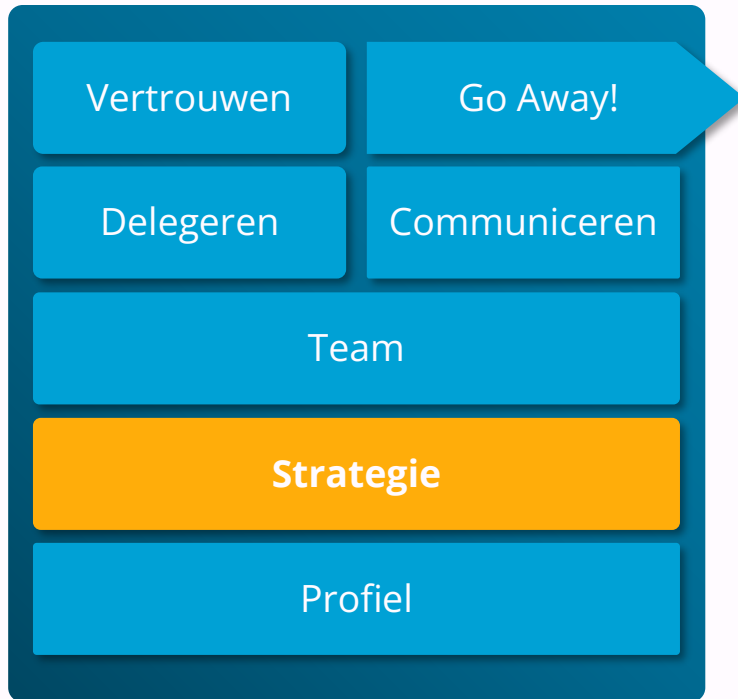 Vertrouwen
Go Away!
Delegeren
Communiceren
Team
Strategie
Profiel